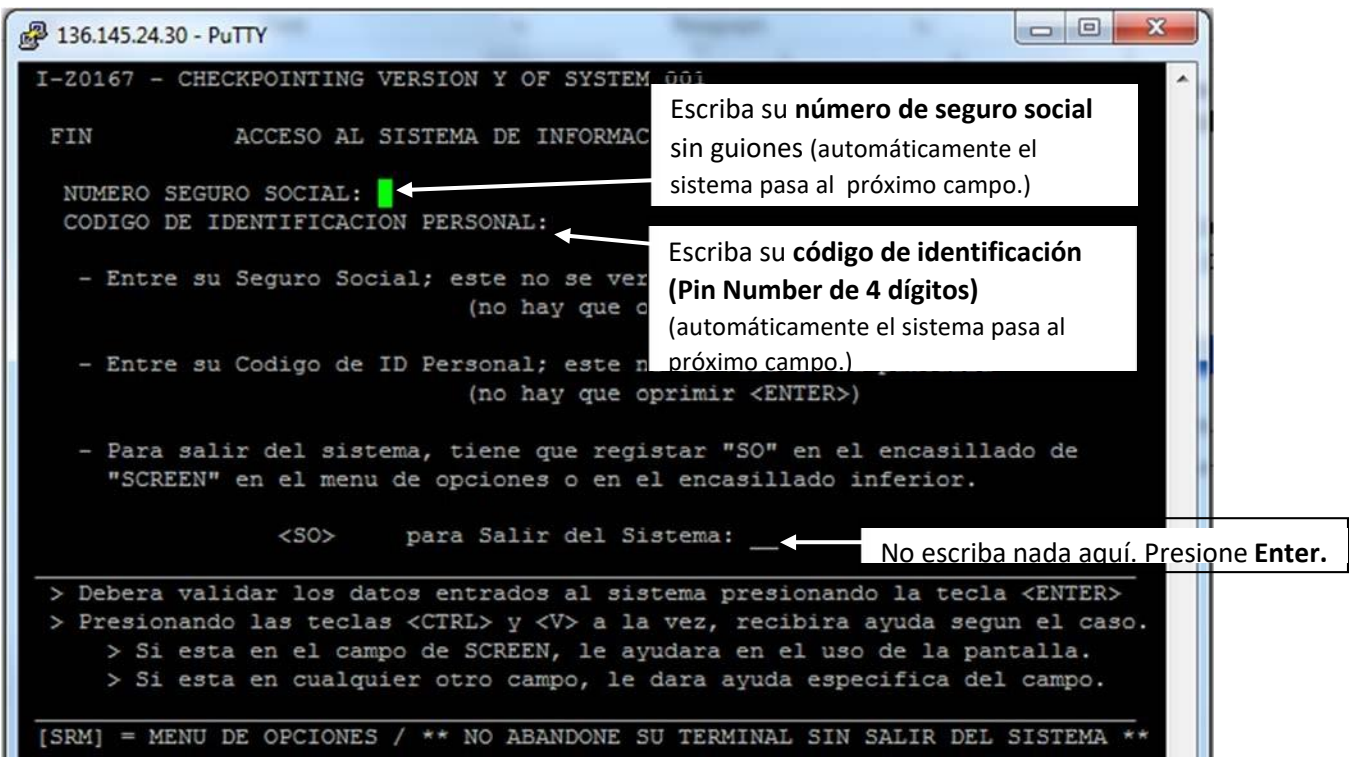 136.145.24.30 - PuTTY
I-Z0167 - CHECKPOINTING VERSION Y OF SYSTEM 001
FIN ACCESO AL SISTEMA DE INFORMAC
Escriba su número de seguro social
sin guiones (automáticamente el
sistema pasa al próximo campo.)
NUMERO SEGURO SOCIAL:
CODIGO DE IDENTIFICACION PERSONAL:
Escriba su código de identificación
(Pin Number de 4 dígitos)
(automáticamente el sistema pasa al
próximo campo.)
- Entre su Seguro Social; este no se ver
(no hay que o
- Entre su Codigo de ID Personal; este n
(no hay que oprimir <ENTER>)
- Para salir del sistema, tiene que registrar "SO" en el encasillado de
"SCREEN" en el menu de opciones o en el encasillado inferior.
<SO> para Salir del Sistema: __
No escriba nada aquí. Presione Enter.
> Debera validar los datos entrados al sistema presionando la tecla <ENTER>
> Presionando las teclas <CTRL> y <V> a la vez, recibira ayuda segun el caso.
> Si esta en el campo de SCREEN, le ayudara en el uso de la pantalla.
> Si esta en cualquier otro campo, le dara ayuda especifica del campo.
[SRM] = MENU DE OPCIONES / ** NO ABANDONE SU TERMINAL SIN SALIR DEL SISTEMA **